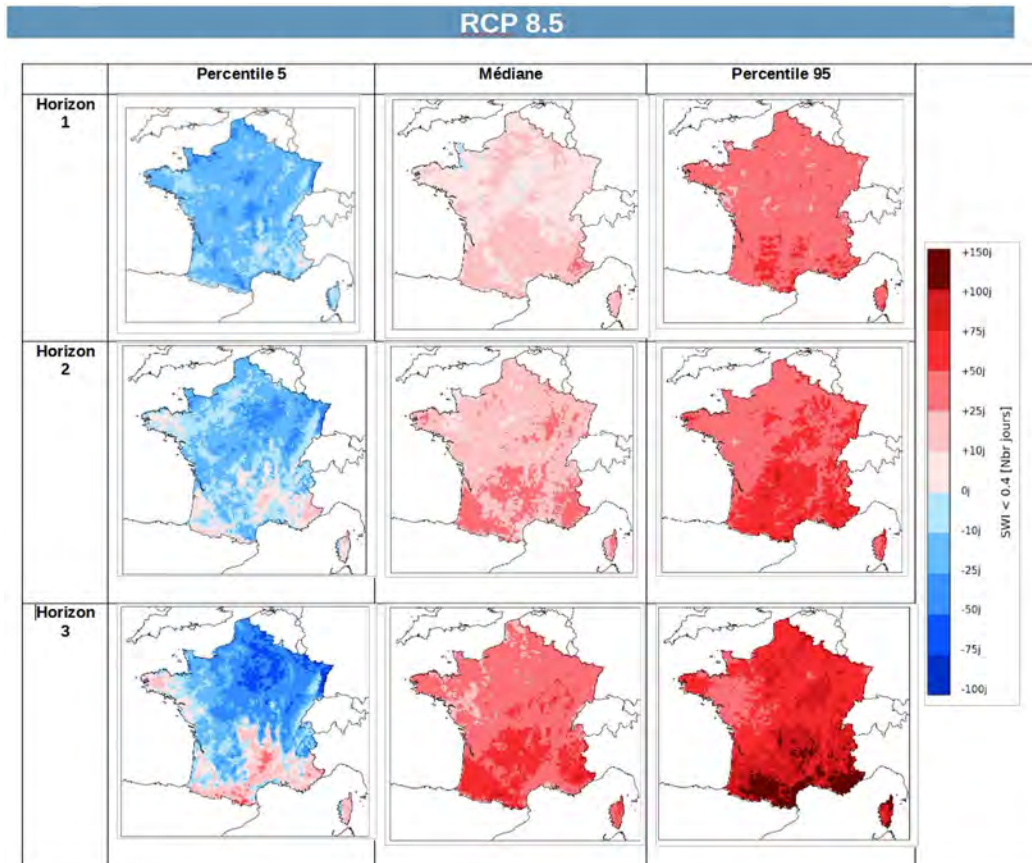 RCP 8.5
Percentile 5
Médiane
Percentile 95
Horizon
1
Horizon
2
Horizon
3
+150j
+100j
+75j
+50j
+25j
+10j
0j
-10j
-25j
-50j
-75j
-100j
SWI < 0.4 [Nbr jours]